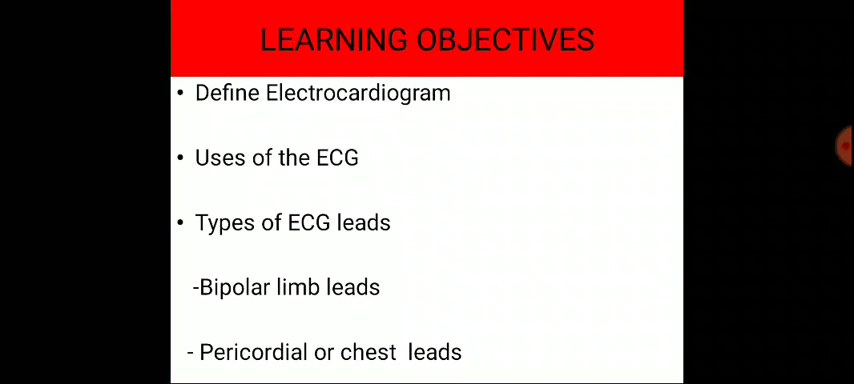 LEARNING OBJECTIVES
• Define Electrocardiogram
• Uses of the ECG
• Types of ECG leads
-Bipolar limb leads
- Pericordial or chest leads